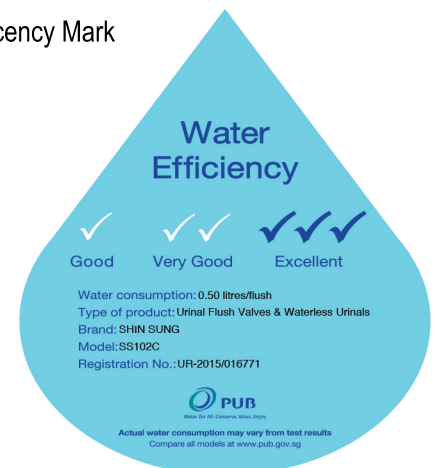 cency Mark
Water
Efficiency
Good Very Good Excellent
Water consumption: 0.50 litres/flush
Type of product: Urinal Flush Valves & Waterless Urinals
Brand: SHIN SUNG
Model: SS102C
Registration No.: UR-2015/016771
PUB
Water for All: Conserve, Value, Enjoy
Actual water consumption may vary from test results
Compare all models at www.pub.gov.sg